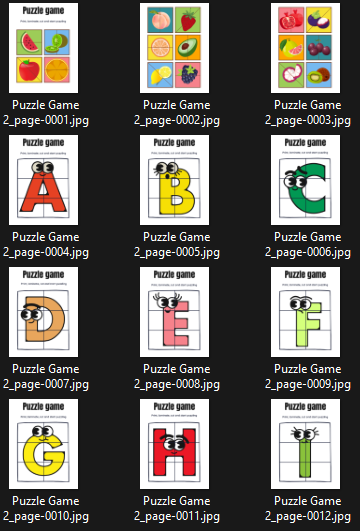 Puzzle game
Puzzle Game
2_page-0001.jpg
Puzzle Game
2_page-0002.jpg
Puzzle game
Puzzle Game
2_page-0003.jpg
Puzzle game
A
Puzzle Game
2_page-0004.jpg
Puzzle game
B
Puzzle Game
2_page-0005.jpg
Puzzle game
C
Puzzle Game
2_page-0006.jpg
Puzzle game
D
Puzzle Game
2_page-0007.jpg
Puzzle game
E
Puzzle Game
2_page-0008.jpg
Puzzle game
F
Puzzle Game
2_page-0009.jpg
Puzzle game
G
Puzzle Game
2_page-0010.jpg
Puzzle game
H
Puzzle Game
2_page-0011.jpg
Puzzle game
I
Puzzle Game
2_page-0012.jpg